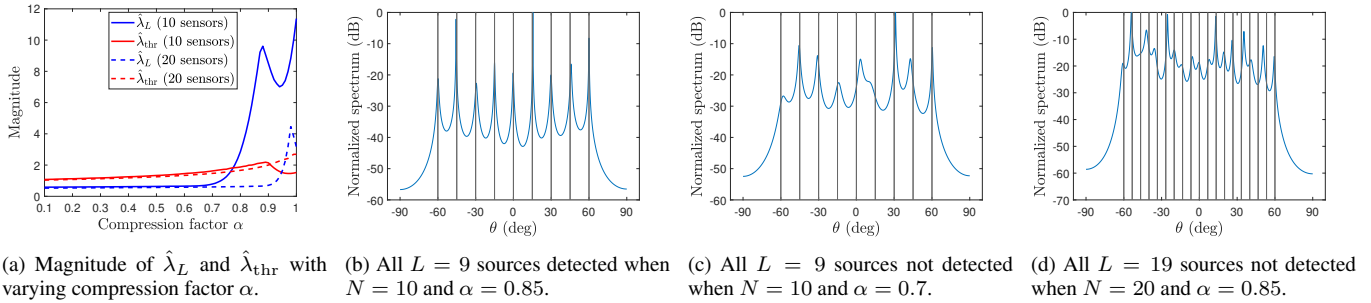 Magnitude
12
10
8
6
4
2
0
0.1 0.2 0.3 0.4 0.5 0.6 0.7 0.8 0.9 1
Compression factor α
λ̂_L (10 sensors)
λ̂_thr (10 sensors)
λ̂_L (20 sensors)
λ̂_thr (20 sensors)
(a) Magnitude of λ̂_L and λ̂_thr with
varying compression factor α.
Normalized spectrum (dB)
0
-10
-20
-30
-40
-50
-60
-90 -60 -30 0 30 60 90
θ (deg)
(b) All L = 9 sources detected when
N = 10 and α = 0.85.
Normalized spectrum (dB)
0
-10
-20
-30
-40
-50
-60
-90 -60 -30 0 30 60 90
θ (deg)
(c) All L = 9 sources not detected
when N = 10 and α = 0.7.
Normalized spectrum (dB)
0
-10
-20
-30
-40
-50
-60
-70
-90 -60 -30 0 30 60 90
θ (deg)
(d) All L = 19 sources not detected
when N = 20 and α = 0.85.